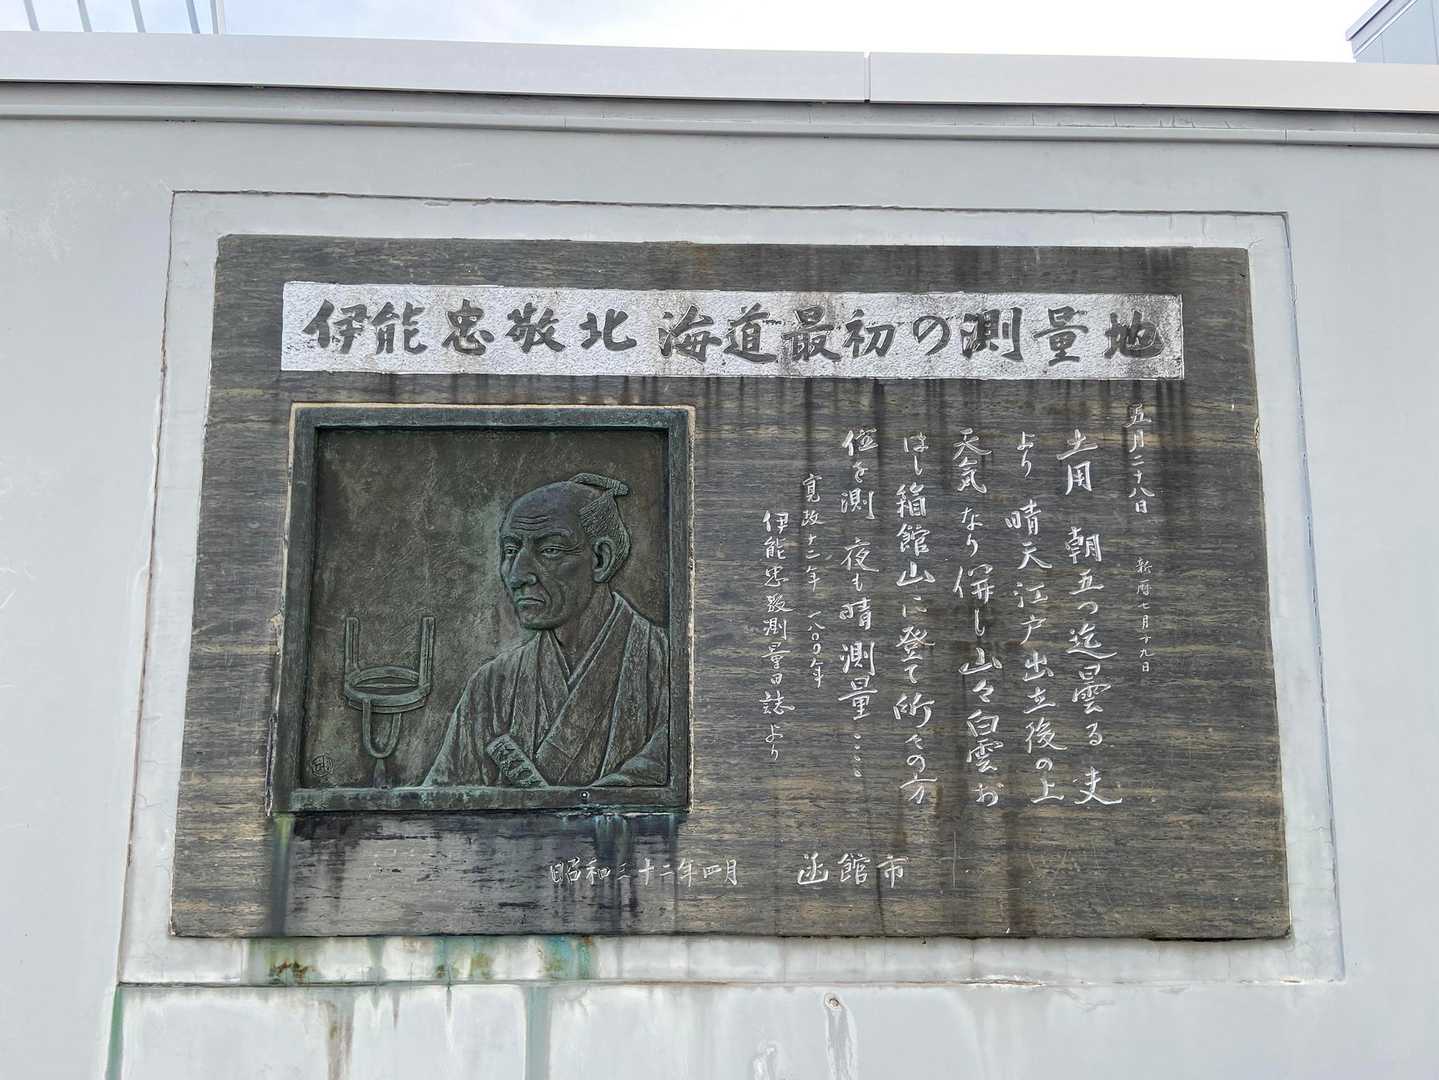 伊能忠敬北海道最初の測量地
五月二十八日 新暦七月十九日
土用 朝五つ迄曇る 夫
より 晴天江戸出立後の上
天気なり併し山々白雲お
ほし箱館山に登て所々の方
位を測 夜も晴 測量………
寛政十二年 一八〇〇年
伊能忠敬測量日誌より
昭和三十二年四月 函館市